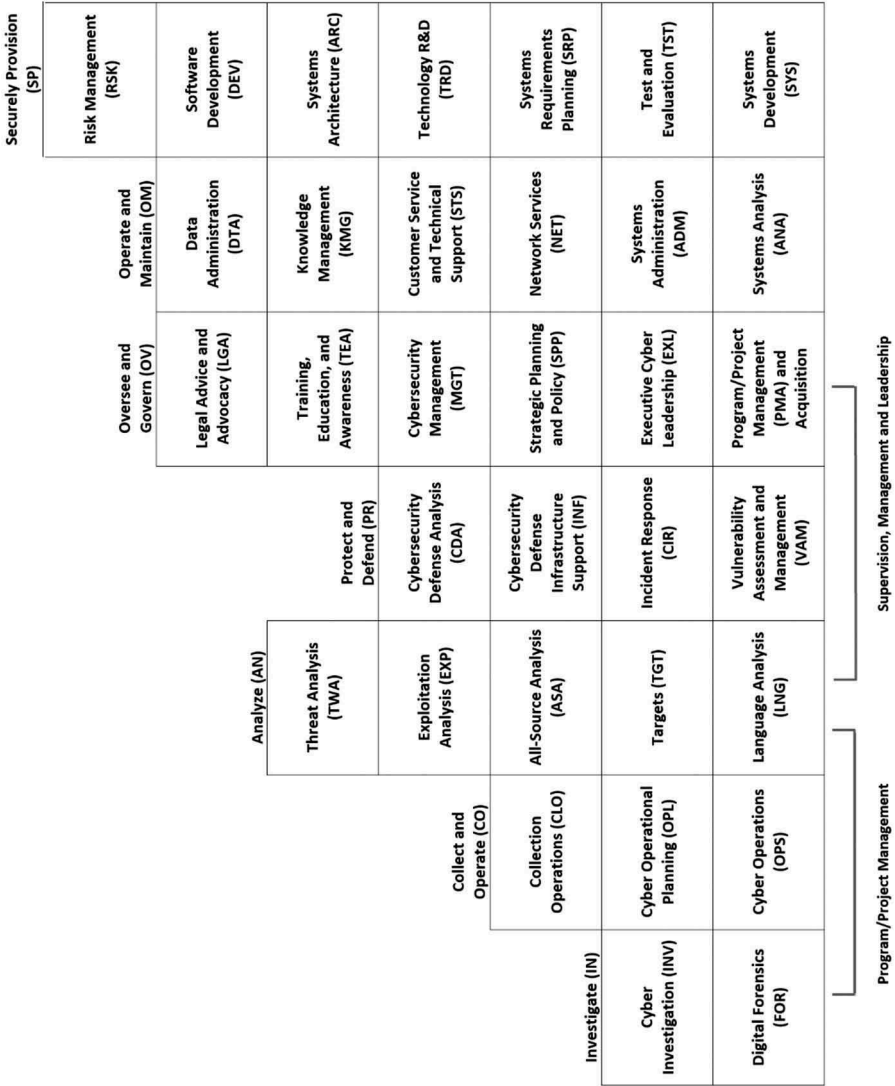 Investigate (IN)
Cyber
Investigation (INV)
Digital Forensics
(FOR)
Collect and
Operate (CO)
Collection
Operations (CLO)
Cyber Operational
Planning (OPL)
Cyber Operations
(OPS)
Analyze (AN)
Threat Analysis
(TWA)
Exploitation
Analysis (EXP)
All-Source Analysis
(ASA)
Targets (TGT)
Language Analysis
(LNG)
Protect and
Defend (PR)
Cybersecurity
Defense Analysis
(CDA)
Cybersecurity
Defense
Infrastructure
Support (INF)
Incident Response
(CIR)
Vulnerability
Assessment and
Management
(VAM)
Oversee and
Govern (OV)
Legal Advice and
Advocacy (LGA)
Training,
Education, and
Awareness (TEA)
Cybersecurity
Management
(MGT)
Strategic Planning
and Policy (SPP)
Executive Cyber
Leadership (EXL)
Program/Project
Management
(PMA) and
Acquisition
Operate and
Maintain (OM)
Data
Administration
(DTA)
Knowledge
Management
(KMG)
Customer Service
and Technical
Support (STS)
Network Services
(NET)
Systems
Administration
(ADM)
Systems Analysis
(ANA)
Securely Provision
(SP)
Risk Management
(RSK)
Software
Development
(DEV)
Systems
Architecture (ARC)
Technology R&D
(TRD)
Systems
Requirements
Planning (SRP)
Test and
Evaluation (TST)
Systems
Development
(SYS)
Program/Project Management
Supervision, Management and Leadership